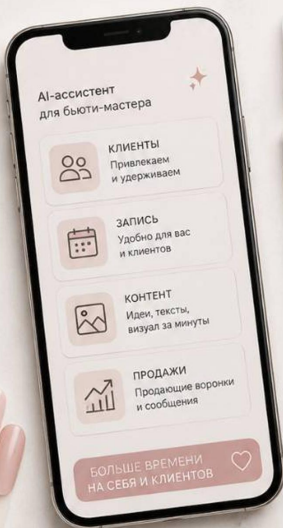 AI-ассистент
для бьюти-мастера
КЛИЕНТЫ
Привлекаем
и удерживаем
ЗАПИСЬ
Удобно для вас
и клиентов
КОНТЕНТ
Идеи, тексты,
визуал за минуты
ПРОДАЖИ
Продающие воронки
и сообщения
БОЛЬШЕ ВРЕМЕНИ
НА СЕБЯ И КЛИЕНТОВ